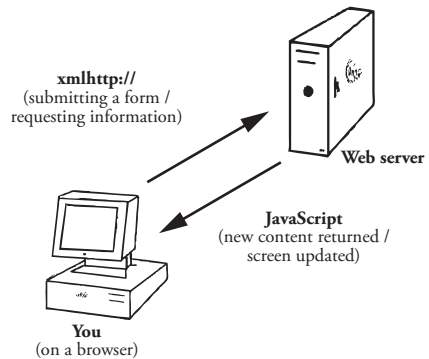 xmlhttp://
(submitting a form /
requesting information)
Web server
JavaScript
(new content returned /
screen updated)
You
(on a browser)